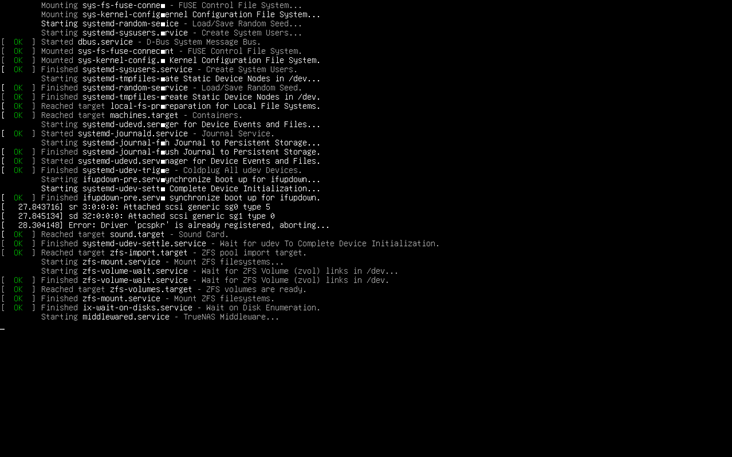 Mounting sys-fs-fuse-conne■ - FUSE Control File System...
Mounting sys-kernel-config■ernel Configuration File System...
Starting systemd-random-se■ice - Load/Save Random Seed...
Starting systemd-sysusers.■rvice - Create System Users...
[  OK  ] Started dbus.service - D-Bus System Message Bus.
[  OK  ] Mounted sys-fs-fuse-connec■nt - FUSE Control File System.
[  OK  ] Mounted sys-kernel-config.■ Kernel Configuration File System.
[  OK  ] Finished systemd-sysusers.service - Create System Users.
Starting systemd-tmpfiles-■ate Static Device Nodes in /dev...
[  OK  ] Finished systemd-random-se■vice - Load/Save Random Seed.
[  OK  ] Finished systemd-tmpfiles-■reate Static Device Nodes in /dev.
[  OK  ] Reached target local-fs-pr■reparation for Local File Systems.
[  OK  ] Reached target machines.target - Containers.
Starting systemd-udevd.ser■ger for Device Events and Files...
[  OK  ] Started systemd-journald.service - Journal Service.
Starting systemd-journal-f■h Journal to Persistent Storage...
[  OK  ] Finished systemd-journal-f■ush Journal to Persistent Storage.
[  OK  ] Started systemd-udevd.serv■nager for Device Events and Files.
[  OK  ] Finished systemd-udev-trig■e - Coldplug All udev Devices.
Starting ifupdown-pre.serv■ynchronize boot up for ifupdown...
Starting systemd-udev-sett■ Complete Device Initialization...
[  OK  ] Finished ifupdown-pre.serv■ synchronize boot up for ifupdown.
[   27.843716] sr 3:0:0:0: Attached scsi generic sg0 type 5
[   27.845134] sd 32:0:0:0: Attached scsi generic sg1 type 0
[   28.304148] Error: Driver 'pcspkr' is already registered, aborting...
[  OK  ] Reached target sound.target - Sound Card.
[  OK  ] Finished systemd-udev-settle.service - Wait for udev To Complete Device Initialization.
[  OK  ] Reached target zfs-import.target - ZFS pool import target.
Starting zfs-mount.service - Mount ZFS filesystems...
Starting zfs-volume-wait.service - Wait for ZFS Volume (zvol) links in /dev...
[  OK  ] Finished zfs-volume-wait.service - Wait for ZFS Volume (zvol) links in /dev.
[  OK  ] Reached target zfs-volumes.target - ZFS volumes are ready.
[  OK  ] Finished zfs-mount.service - Mount ZFS filesystems.
[  OK  ] Finished ix-wait-on-disks.service - Wait on Disk Enumeration.
Starting middlewared.service - TrueNAS Middleware...